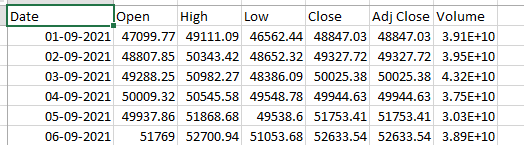 Date Open High Low Close Adj Close Volume
01-09-2021 47099.77 49111.09 46562.44 48847.03 48847.03 3.91E+10
02-09-2021 48807.85 50343.42 48652.32 49327.72 49327.72 3.95E+10
03-09-2021 49288.25 50982.27 48386.09 50025.38 50025.38 4.32E+10
04-09-2021 50009.32 50545.58 49548.78 49944.63 49944.63 3.75E+10
05-09-2021 49937.86 51868.68 49538.6 51753.41 51753.41 3.03E+10
06-09-2021 51769 52700.94 51053.68 52633.54 52633.54 3.89E+10